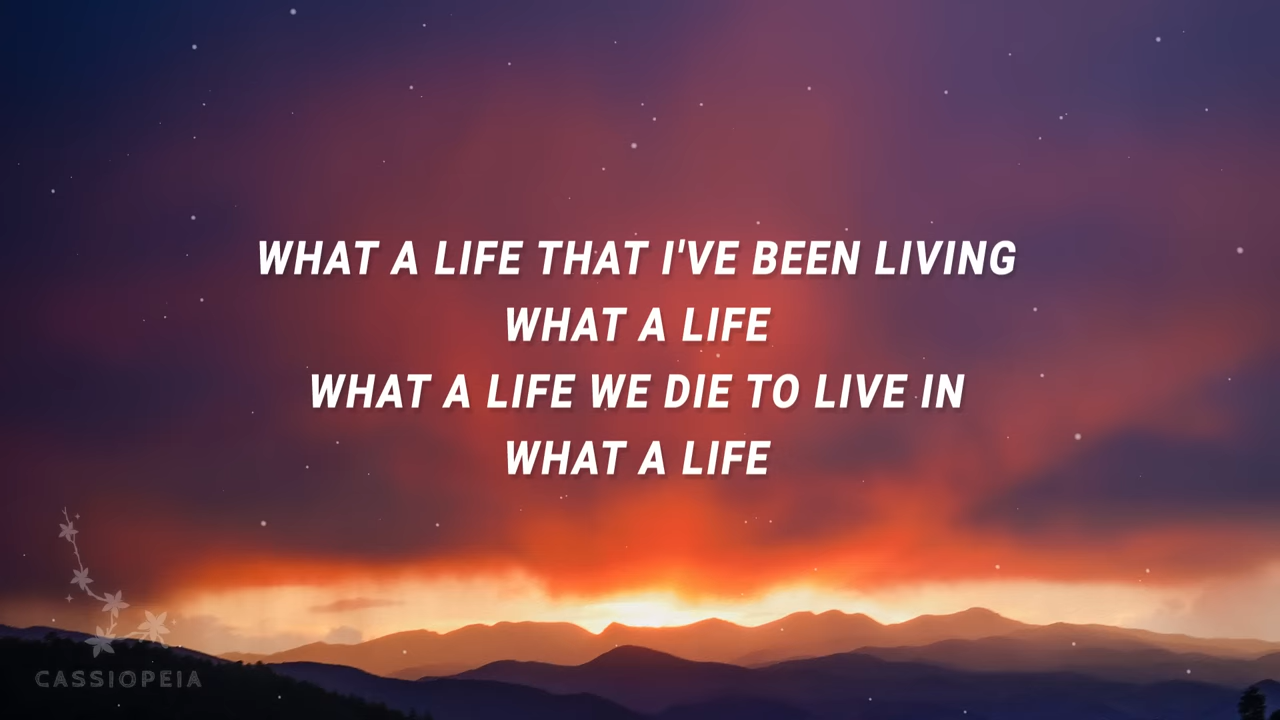 WHAT A LIFE THAT I'VE BEEN LIVING
WHAT A LIFE
WHAT A LIFE WE DIE TO LIVE IN
WHAT A LIFE
CASSIOPEIA